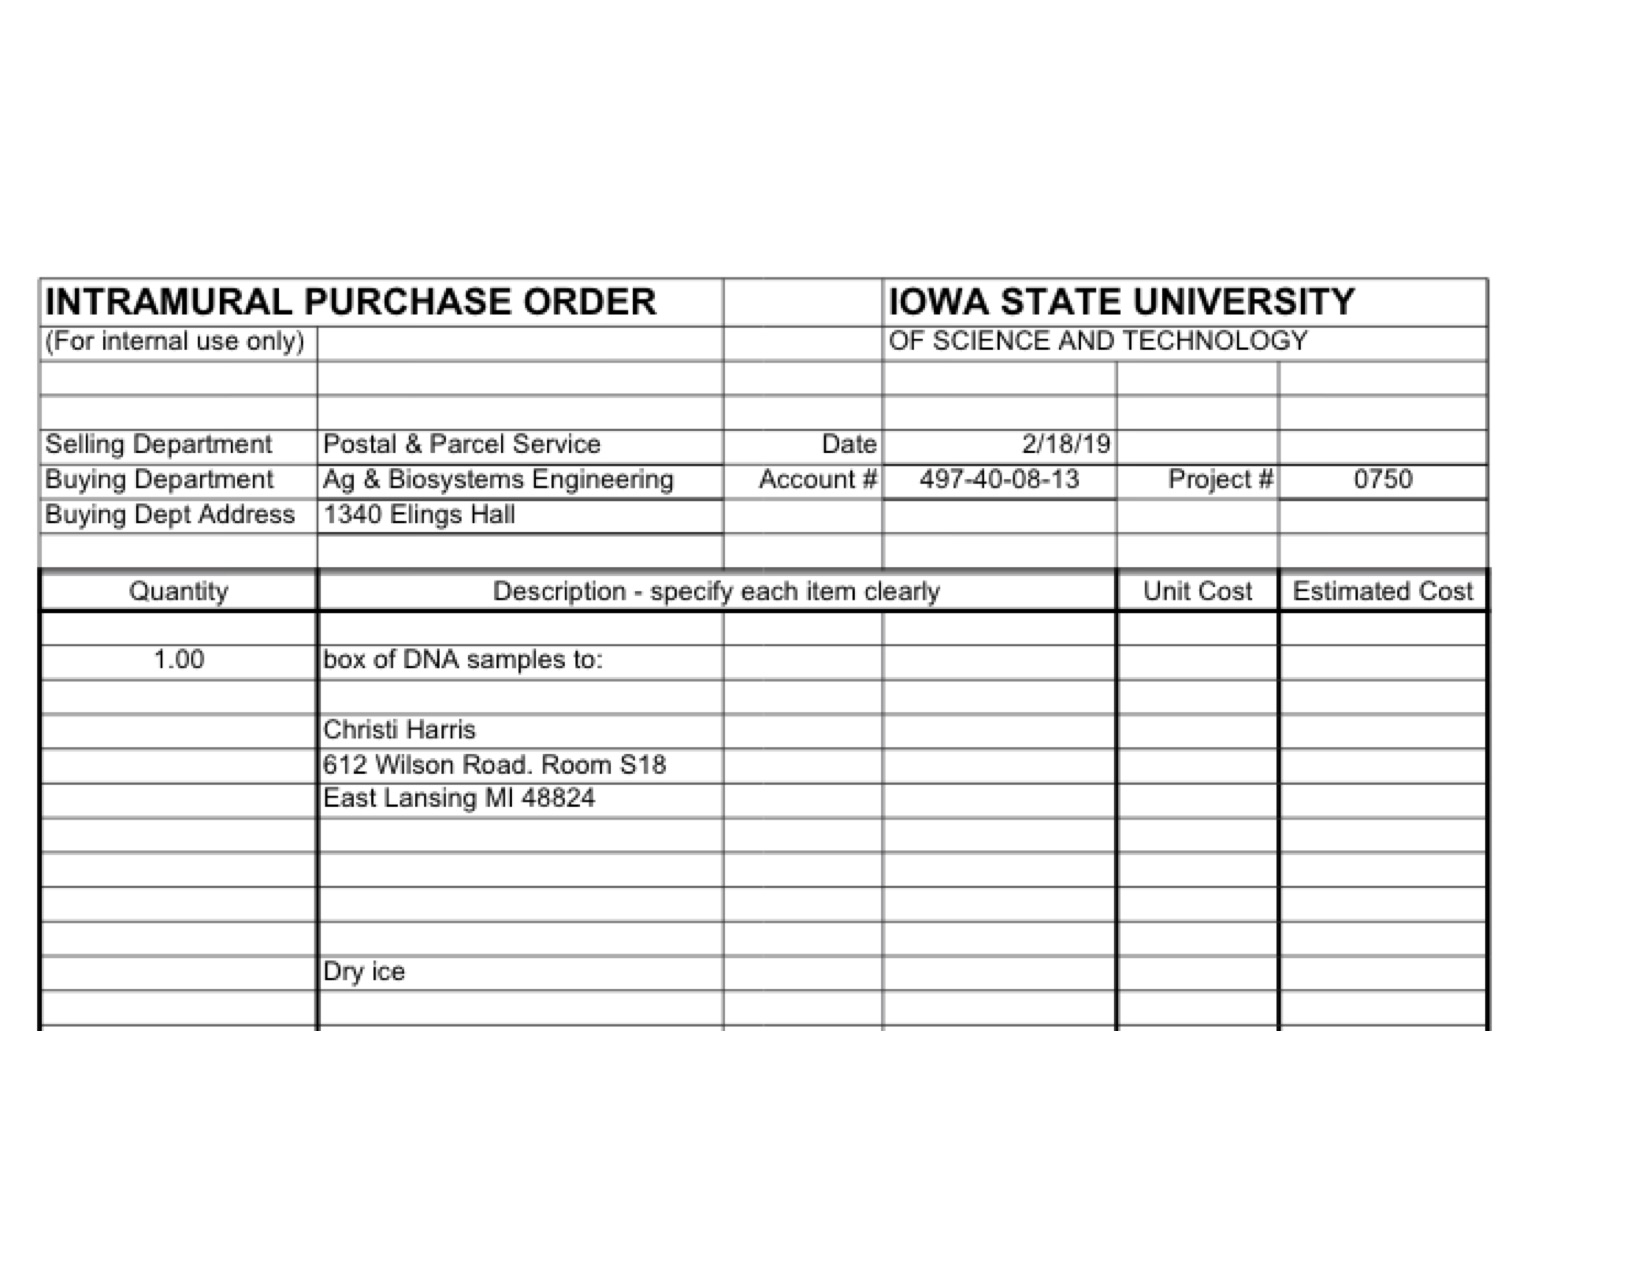 INTRAMURAL PURCHASE ORDER IOWA STATE UNIVERSITY
(For internal use only) OF SCIENCE AND TECHNOLOGY
Selling Department Postal & Parcel Service Date 2/18/19
Buying Department Ag & Biosystems Engineering Account # 497-40-08-13 Project # 0750
Buying Dept Address 1340 Elings Hall
Quantity Description - specify each item clearly Unit Cost Estimated Cost
1.00 box of DNA samples to:
Christi Harris
612 Wilson Road. Room S18
East Lansing MI 48824
Dry ice